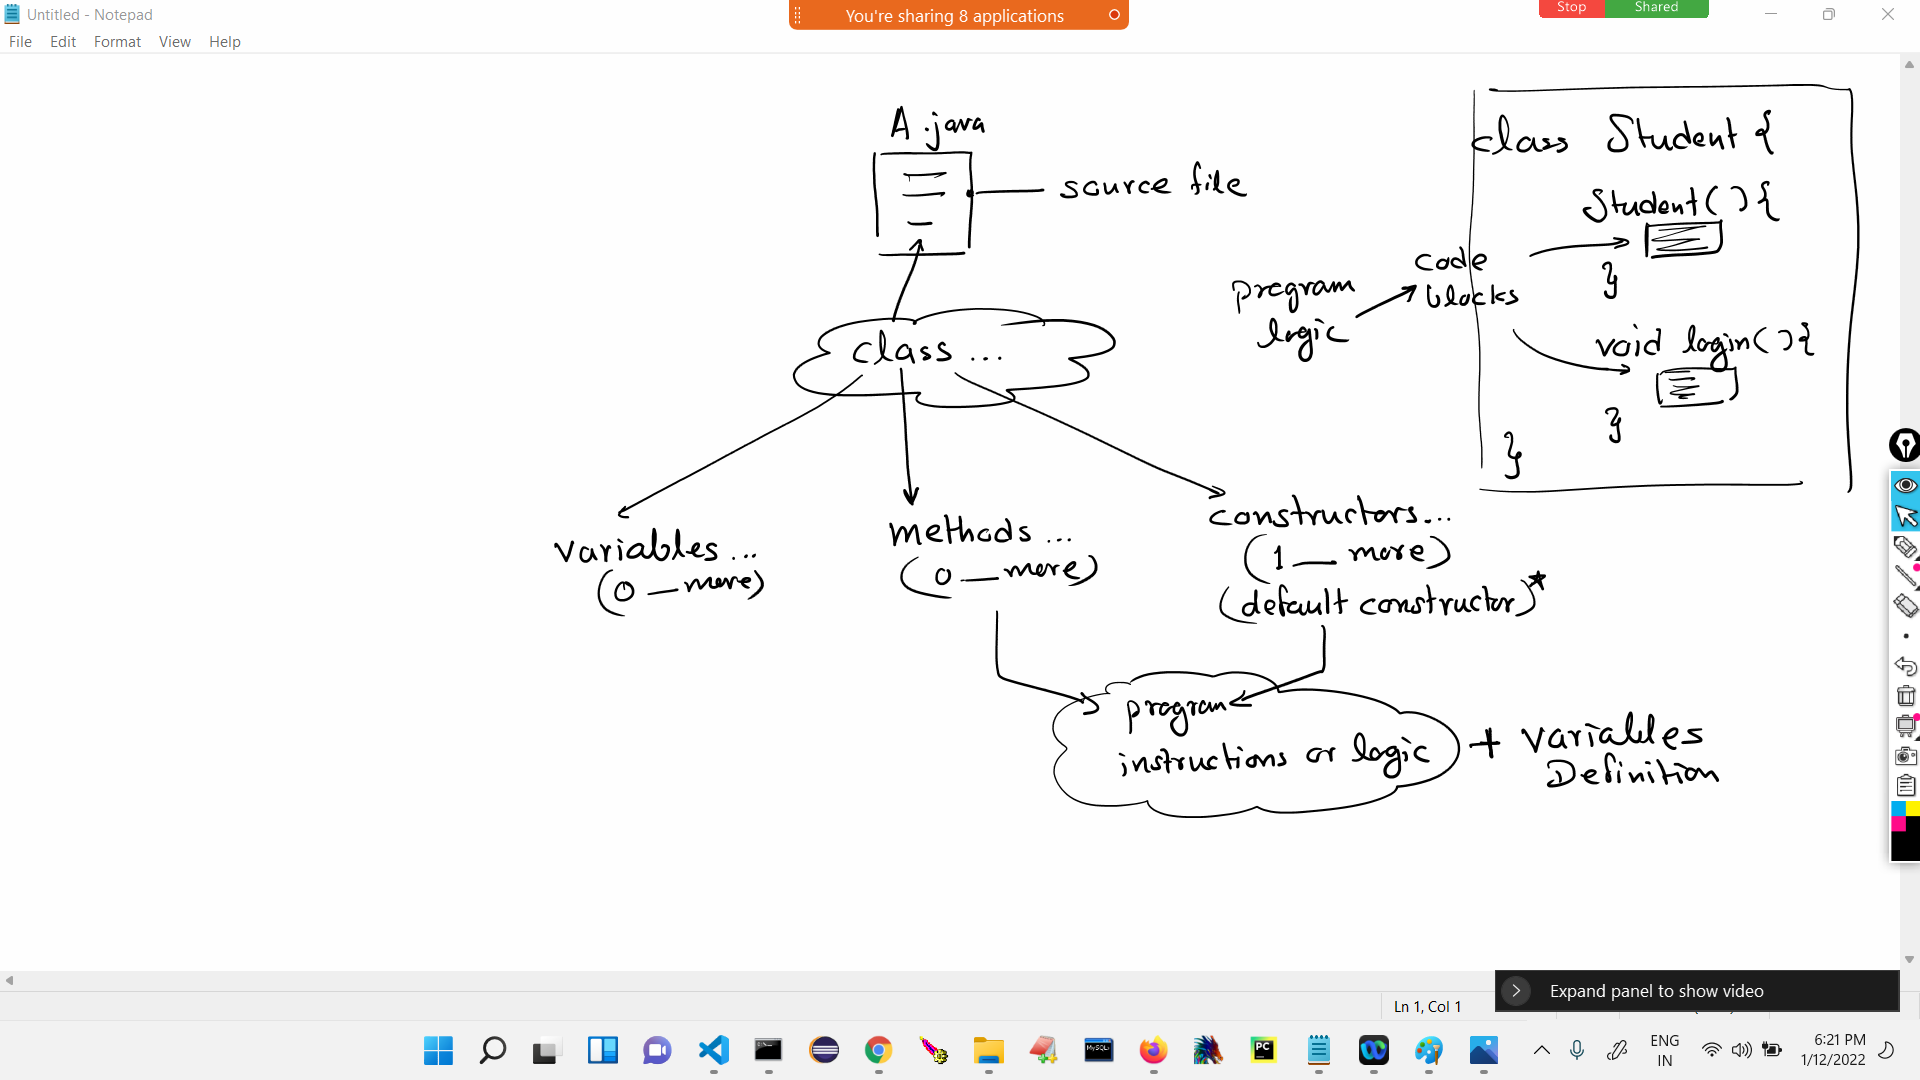 Untitled - Notepad
You're sharing 8 applications
Stop
Shared
File Edit Format View Help
A.java
source file
class ...
variables ...
(0 — more)
methods ...
(0 — more)
constructors...
(1 — more)
(default constructor)*
program
instructions or logic
+ variables
Definition
program
logic
code
blocks
class Student {
Student( ) {
}
void login( ) {
}
}
Expand panel to show video
Ln 1, Col 1
MySQL
PC
ENG
IN
6:21 PM
1/12/2022